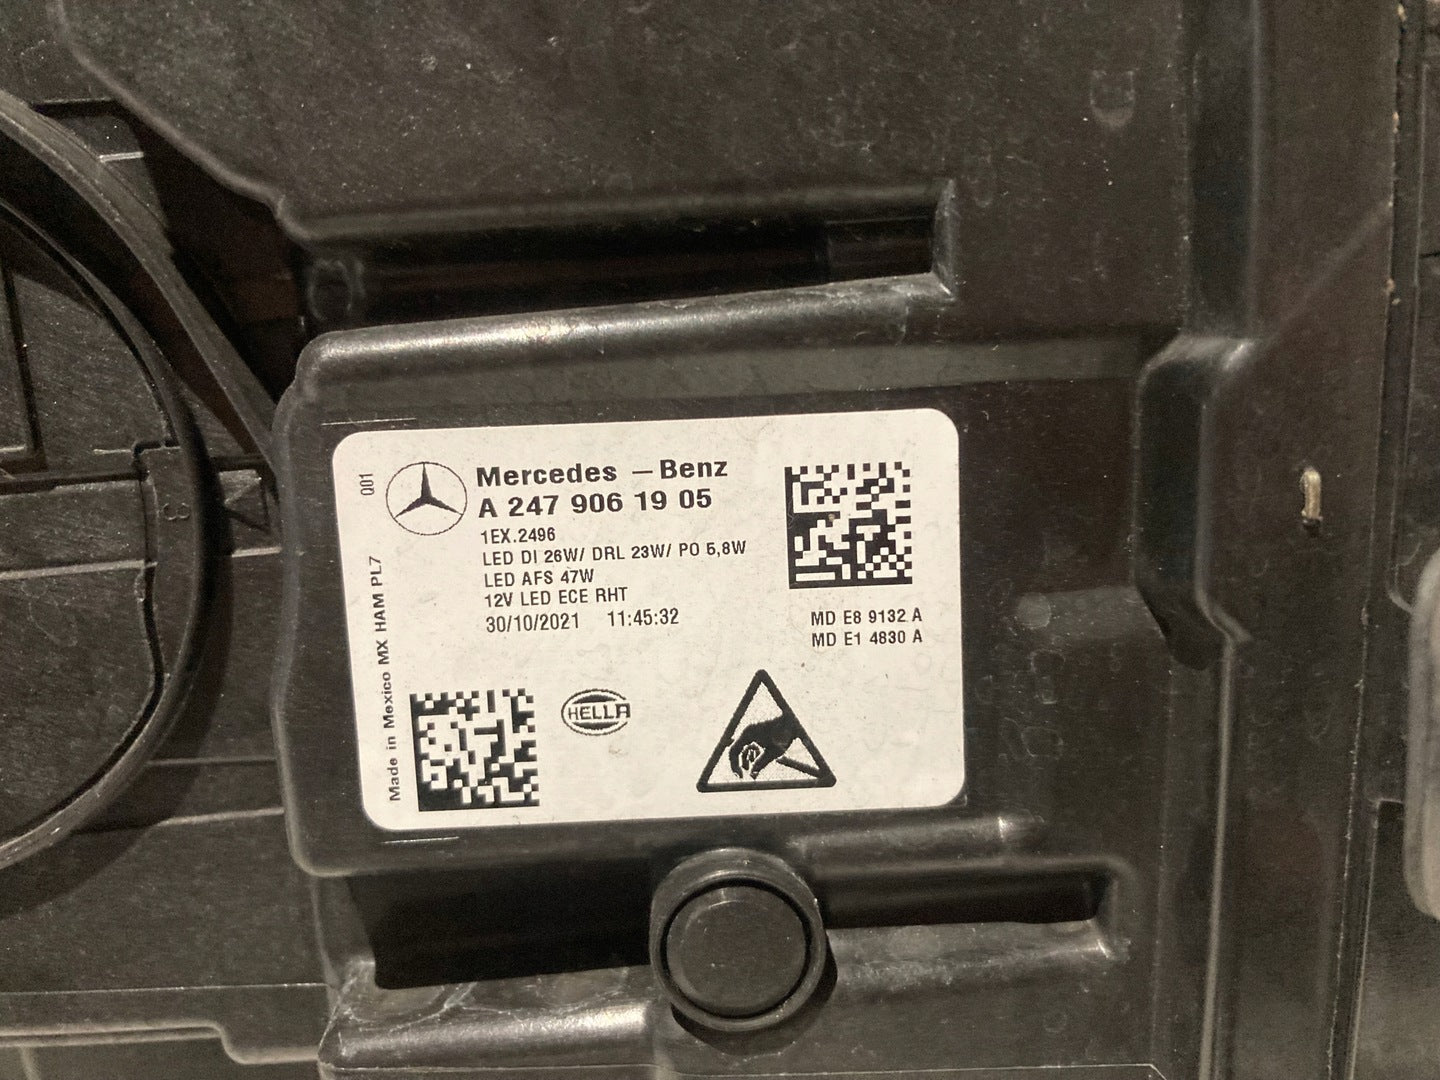 001
Mercedes – Benz
A 247 906 19 05
1EX.2496
LED DI 26W/ DRL 23W/ PO 5,8W
LED AFS 47W
12V LED ECE RHT
30/10/2021 11:45:32
MD E8 9132 A
MD E1 4830 A
Made in Mexico MX HAM PL7
HELLA
3